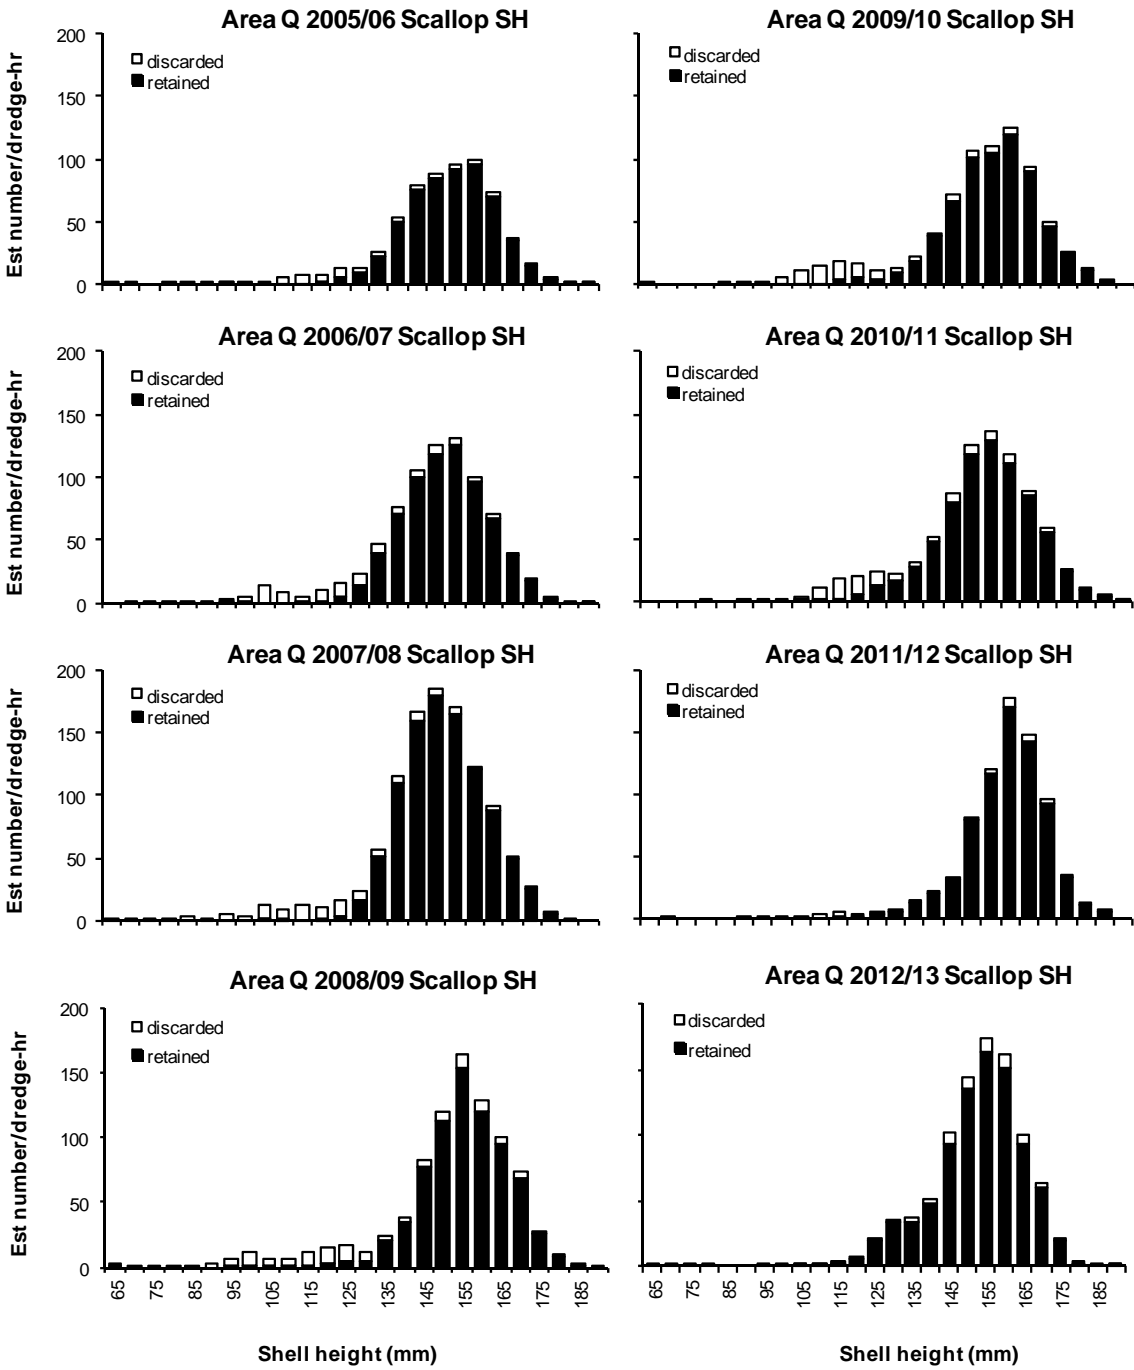 Area Q 2005/06 Scallop SH
200
150
100
50
0
Est number/dredge-hr
discarded
retained
Area Q 2009/10 Scallop SH
discarded
retained
Area Q 2006/07 Scallop SH
200
150
100
50
0
Est number/dredge-hr
discarded
retained
Area Q 2010/11 Scallop SH
discarded
retained
Area Q 2007/08 Scallop SH
200
150
100
50
0
Est number/dredge-hr
discarded
retained
Area Q 2011/12 Scallop SH
discarded
retained
Area Q 2008/09 Scallop SH
200
150
100
50
0
Est number/dredge-hr
discarded
retained
65 75 85 95 105 115 125 135 145 155 165 175 185
Shell height (mm)
Area Q 2012/13 Scallop SH
discarded
retained
65 75 85 95 105 115 125 135 145 155 165 175 185
Shell height (mm)